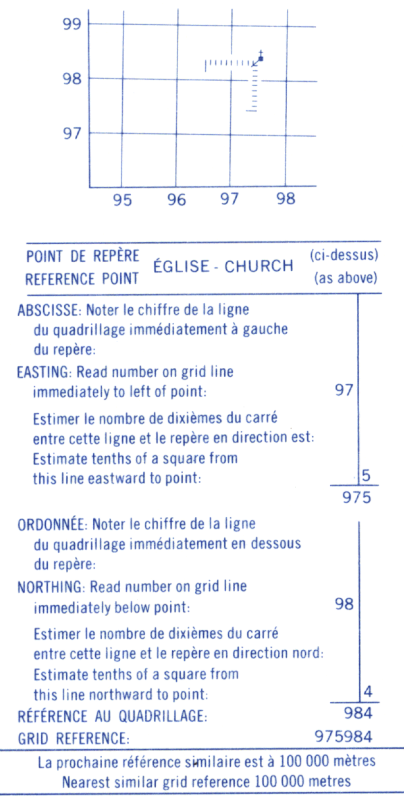 99
98
97
95 96 97 98
POINT DE REPÈRE
REFERENCE POINT
ÉGLISE - CHURCH
(ci-dessus)
(as above)
ABSCISSE: Noter le chiffre de la ligne
du quadrillage immédiatement à gauche
du repère:
EASTING: Read number on grid line
immediately to left of point: 97
Estimer le nombre de dixièmes du carré
entre cette ligne et le repère en direction est:
Estimate tenths of a square from
this line eastward to point: 5
975
ORDONNÉE: Noter le chiffre de la ligne
du quadrillage immédiatement en dessous
du repère:
NORTHING: Read number on grid line
immediately below point: 98
Estimer le nombre de dixièmes du carré
entre cette ligne et le repère en direction nord:
Estimate tenths of a square from
this line northward to point: 4
RÉFÉRENCE AU QUADRILLAGE: 984
GRID REFERENCE: 975984
La prochaine référence similaire est à 100 000 mètres
Nearest similar grid reference 100 000 metres